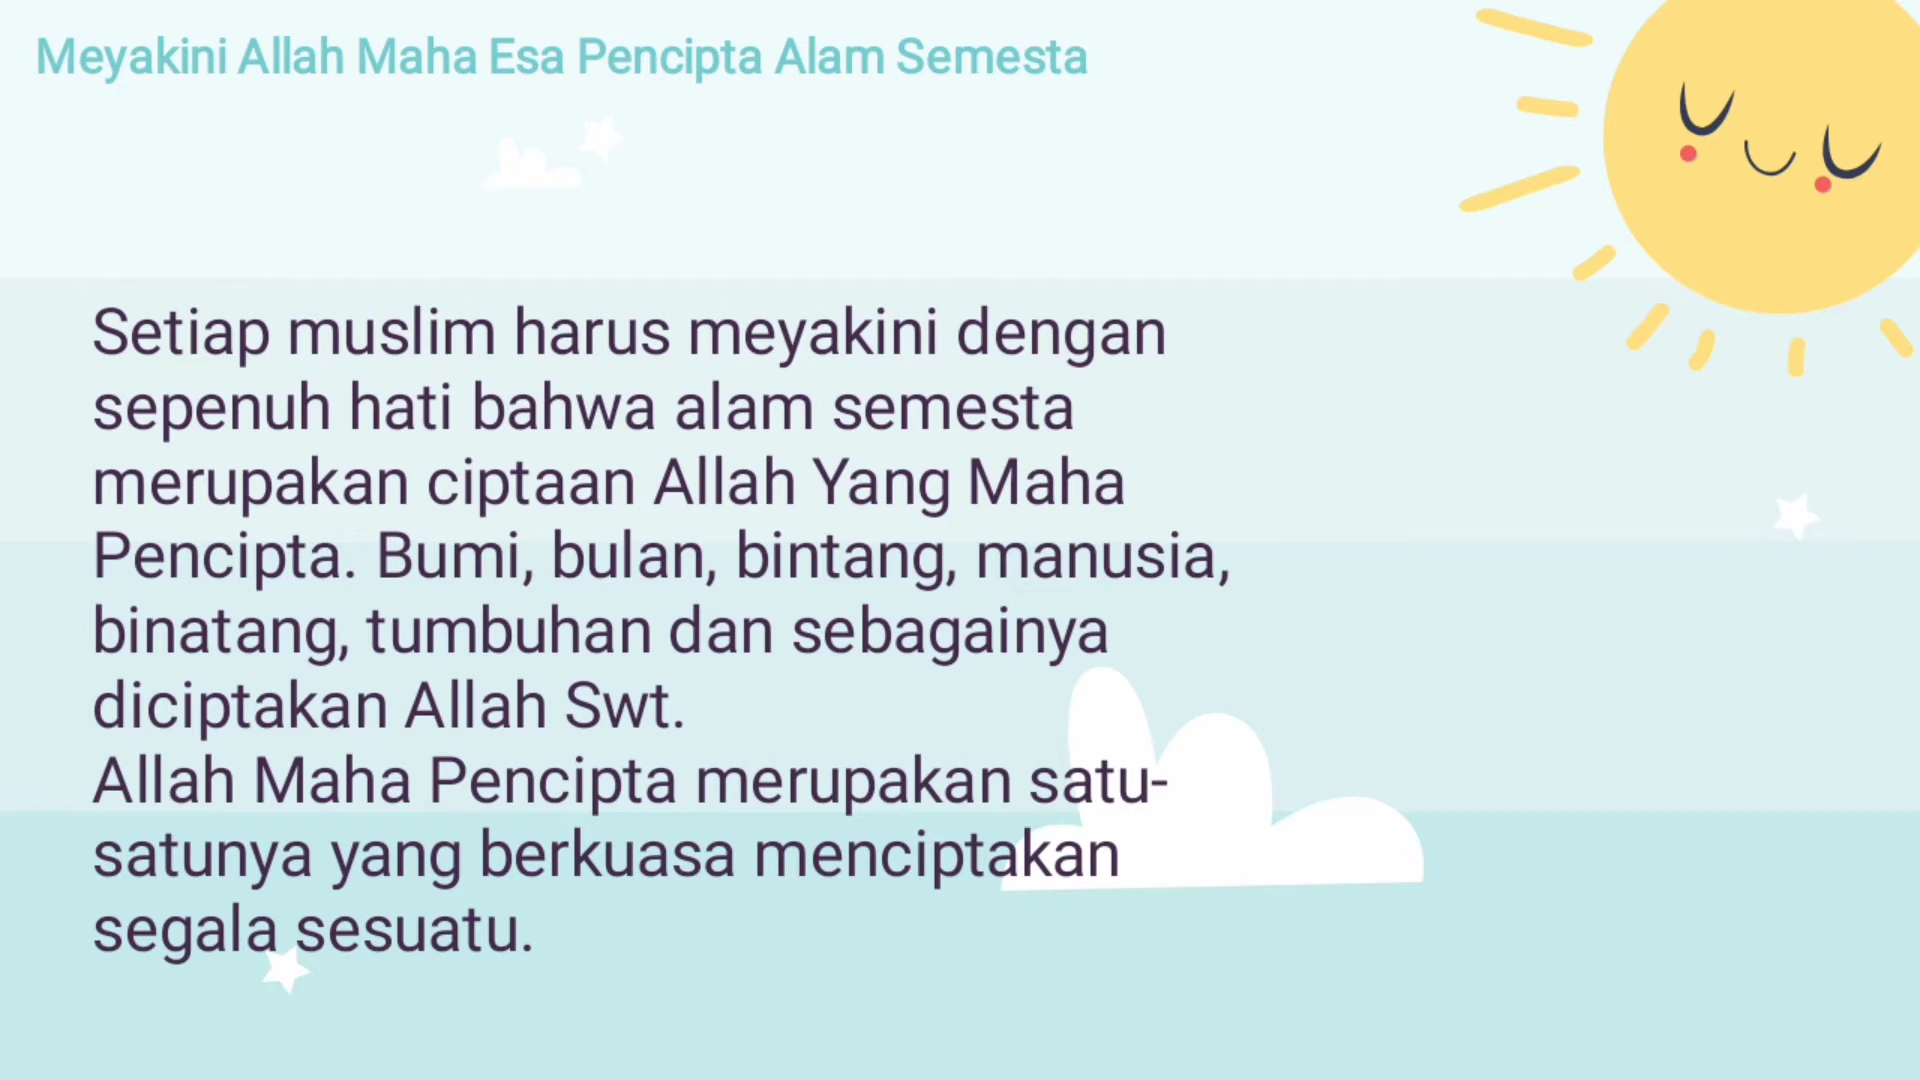 Meyakini Allah Maha Esa Pencipta Alam Semesta
Setiap muslim harus meyakini dengan
sepenuh hati bahwa alam semesta
merupakan ciptaan Allah Yang Maha
Pencipta. Bumi, bulan, bintang, manusia,
binatang, tumbuhan dan sebagainya
diciptakan Allah Swt.
Allah Maha Pencipta merupakan satu-
satunya yang berkuasa menciptakan
segala sesuatu.